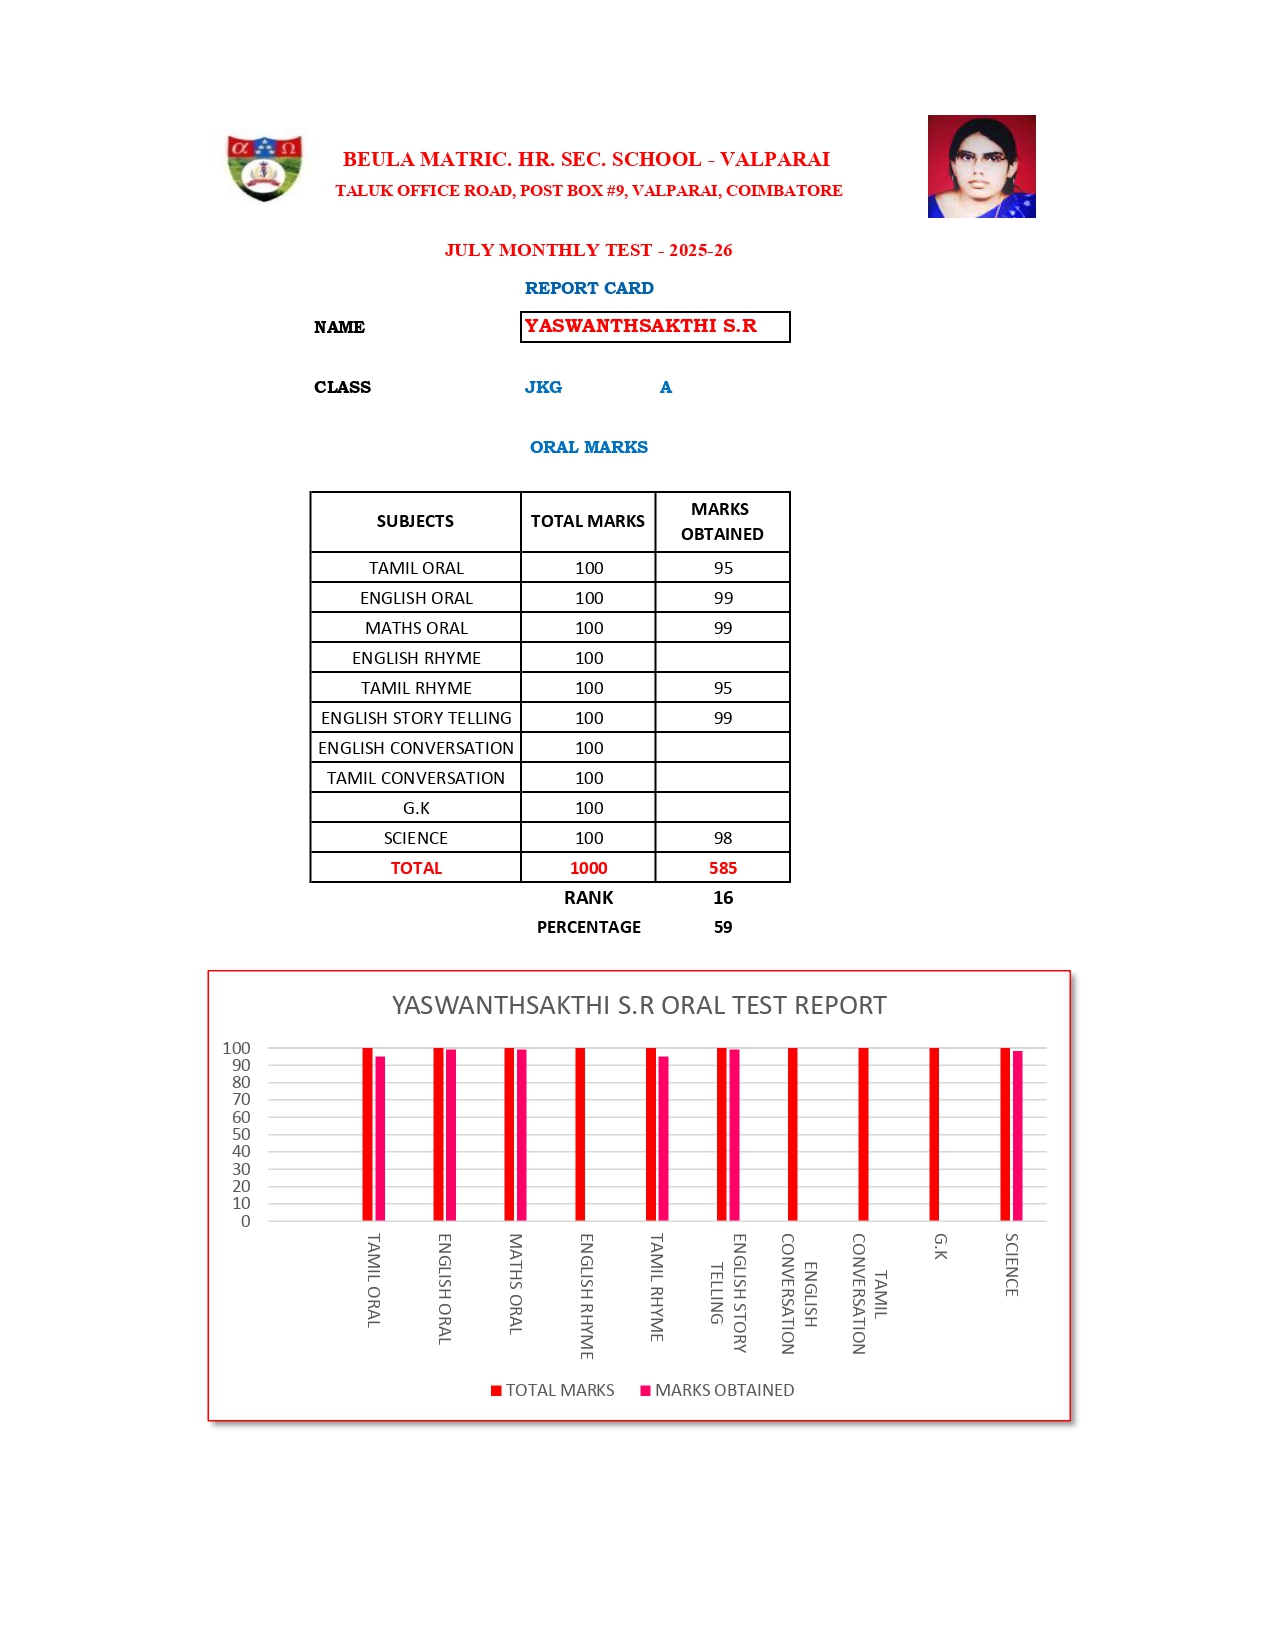 α Ω
BEULA MATRIC. HR. SEC. SCHOOL - VALPARAI
TALUK OFFICE ROAD, POST BOX #9, VALPARAI, COIMBATORE
JULY MONTHLY TEST - 2025-26
REPORT CARD
NAME YASWANTHSAKTHI S.R
CLASS JKG A
ORAL MARKS
SUBJECTS TOTAL MARKS MARKS OBTAINED
TAMIL ORAL 100 95
ENGLISH ORAL 100 99
MATHS ORAL 100 99
ENGLISH RHYME 100
TAMIL RHYME 100 95
ENGLISH STORY TELLING 100 99
ENGLISH CONVERSATION 100
TAMIL CONVERSATION 100
G.K 100
SCIENCE 100 98
TOTAL 1000 585
RANK 16
PERCENTAGE 59
YASWANTHSAKTHI S.R ORAL TEST REPORT
100
90
80
70
60
50
40
30
20
10
0
TAMIL ORAL
ENGLISH ORAL
MATHS ORAL
ENGLISH RHYME
TAMIL RHYME
ENGLISH STORY
TELLING
ENGLISH
CONVERSATION
TAMIL
CONVERSATION
G.K
SCIENCE
TOTAL MARKS MARKS OBTAINED